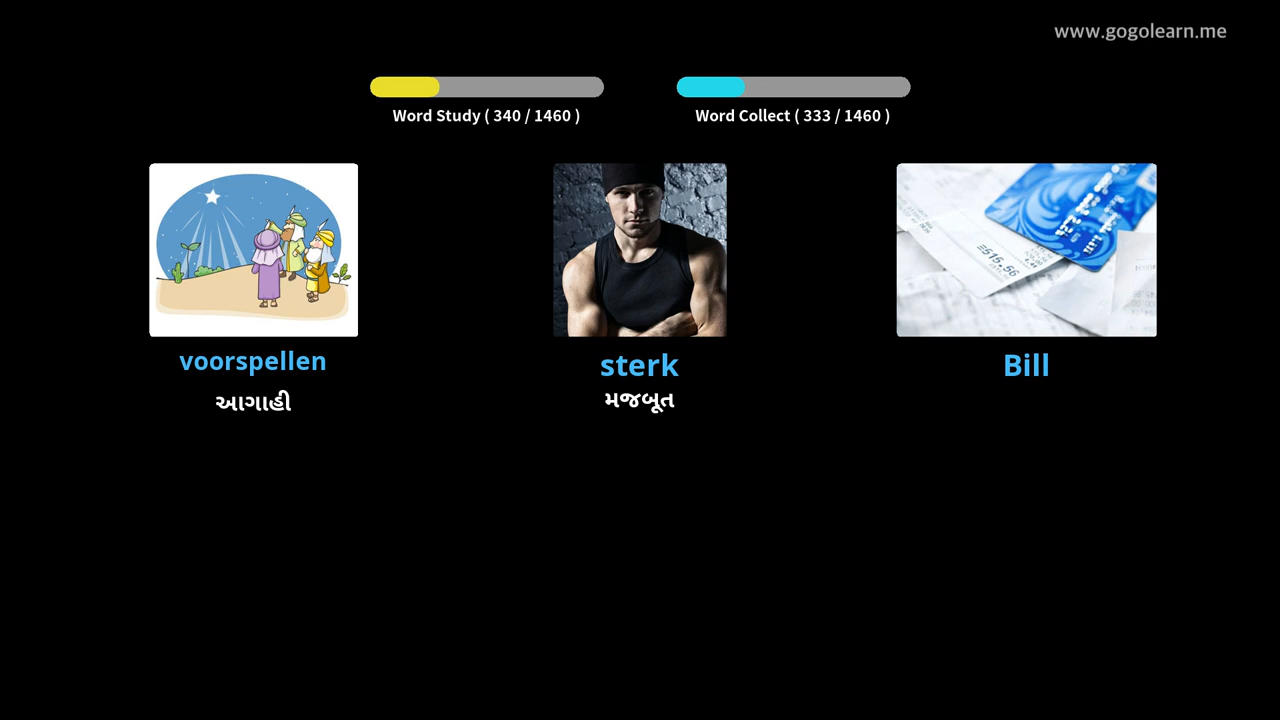 www.gogolearn.me
Word Study ( 340 / 1460 )
Word Collect ( 333 / 1460 )
voorspellen
આગાહી
sterk
મજબૂત
Bill